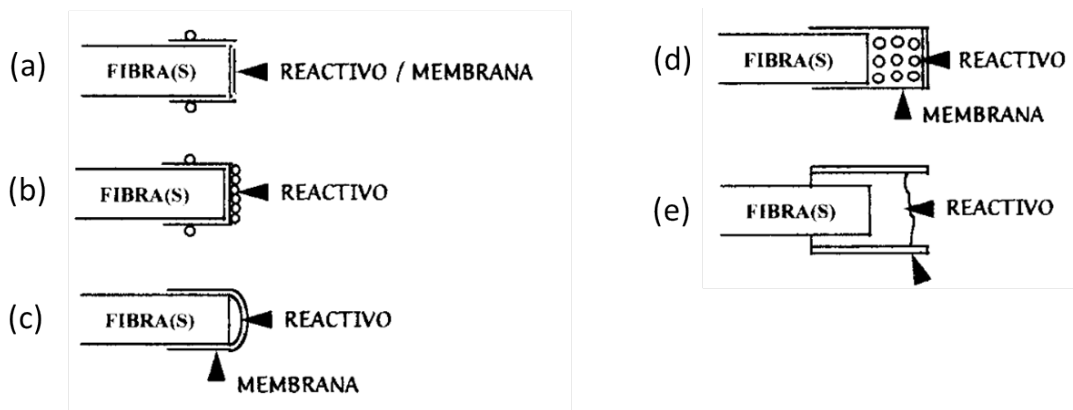 (a) FIBRA(S) REACTIVO / MEMBRANA
(b) FIBRA(S) REACTIVO
(c) FIBRA(S) REACTIVO
MEMBRANA
(d) FIBRA(S) REACTIVO
MEMBRANA
(e) FIBRA(S) REACTIVO